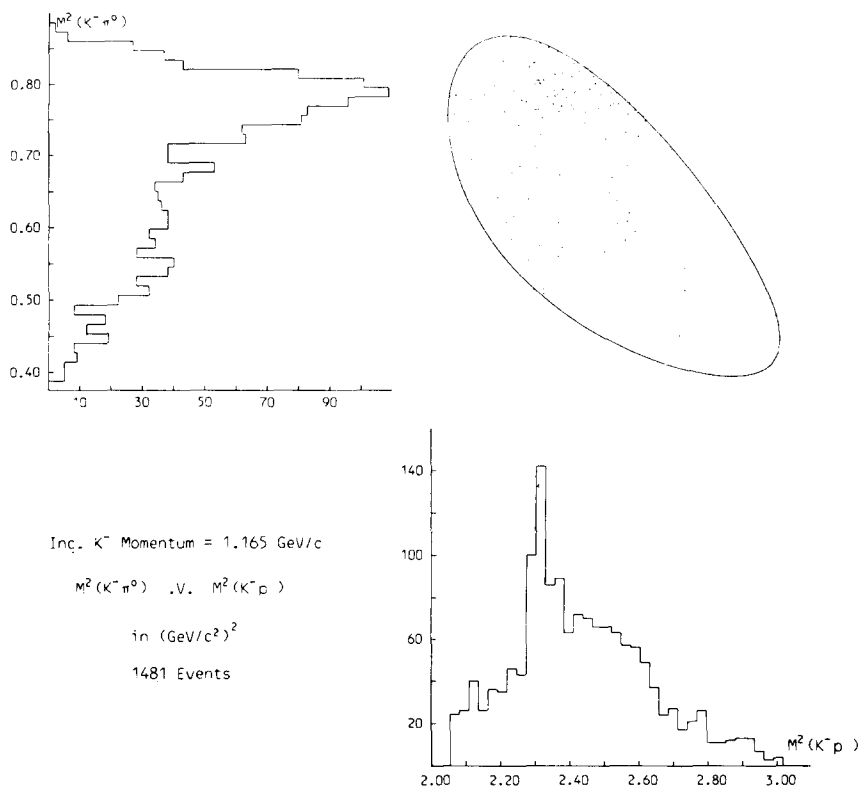 M²(K⁻π⁰)
0.80
0.70
0.60
0.50
0.40
10 30 50 70 90
Inc. K⁻ Momentum = 1.165 GeV/c
M²(K⁻π⁰) .V. M²(K⁻p)
in (GeV/c²)²
1481 Events
140
100
60
20
M²(K⁻p)
2.00 2.20 2.40 2.60 2.80 3.00